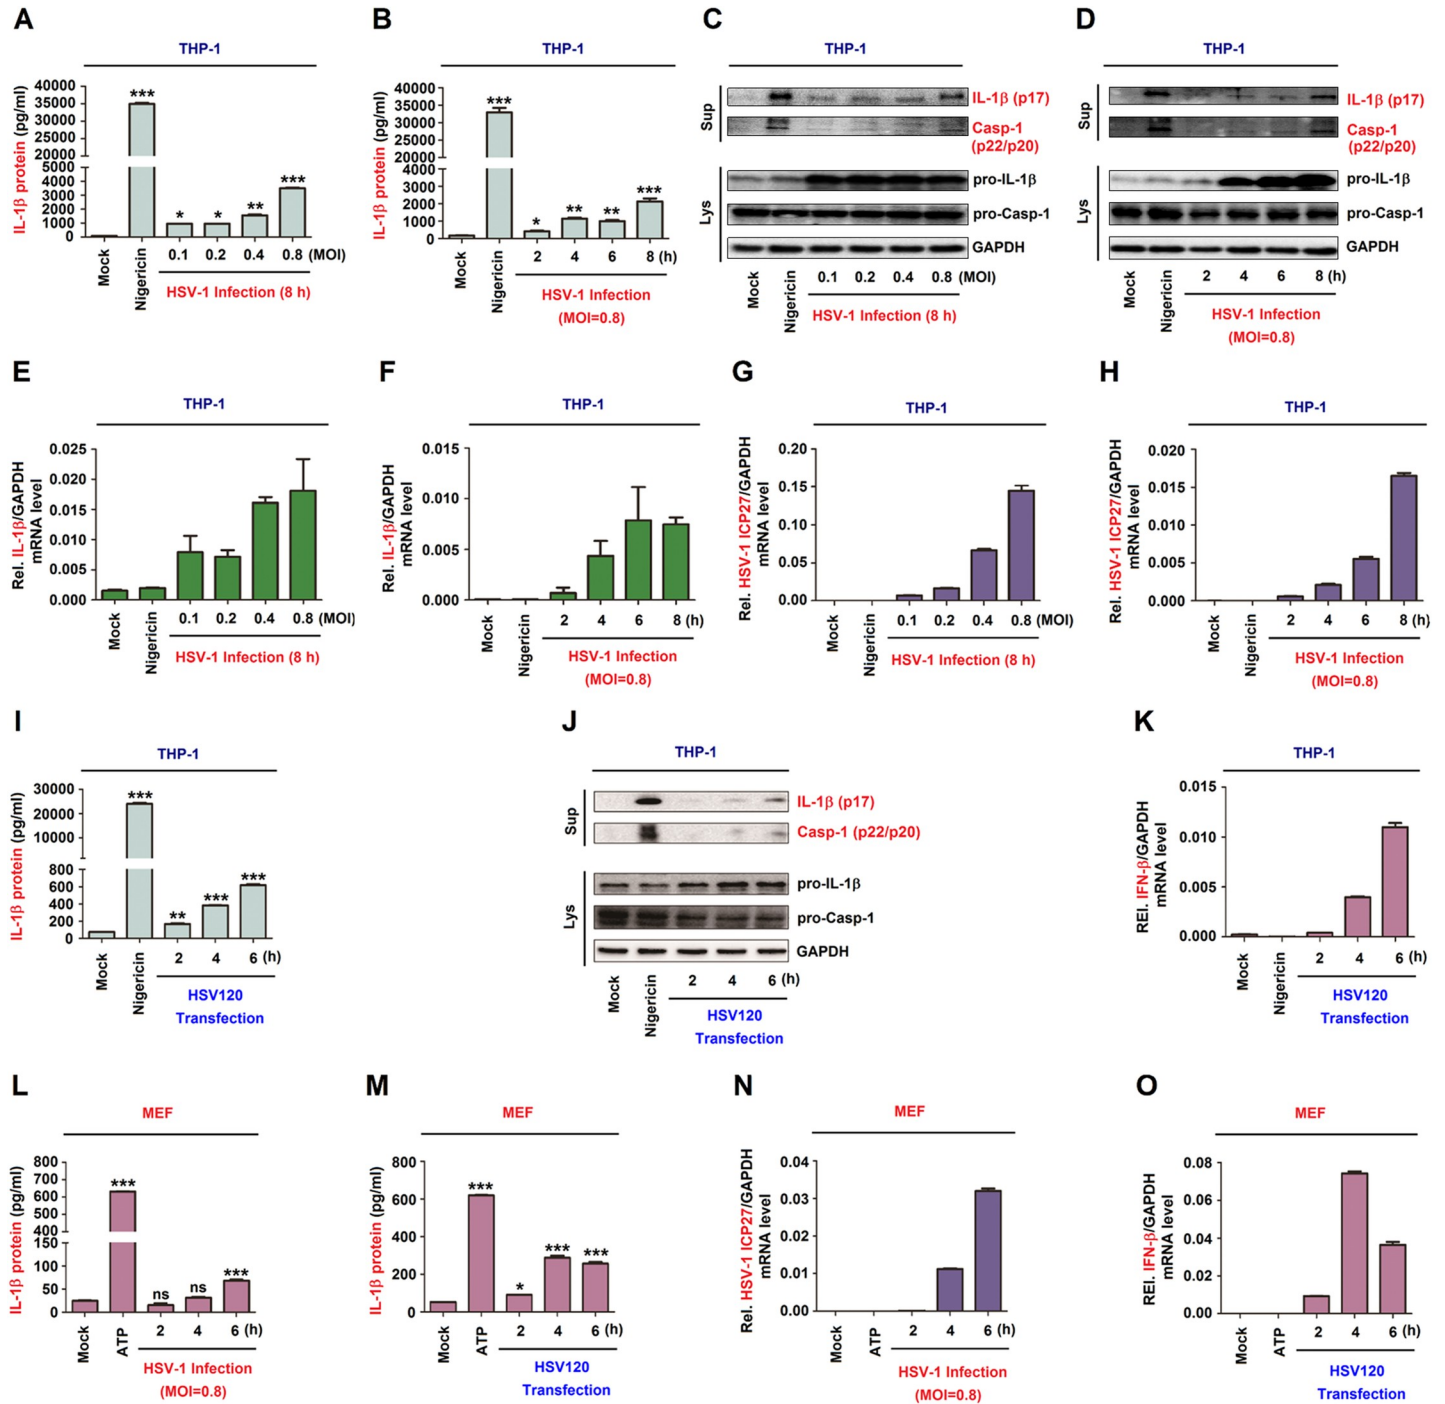 A
THP-1
IL-1β protein (pg/ml)
40000
35000
30000
25000
20000
5000
4000
3000
2000
1000
0
***
*
*
**
***
Mock
Nigericin
0.1 0.2 0.4 0.8 (MOI)
HSV-1 Infection (8 h)
B
THP-1
IL-1β protein (pg/ml)
40000
35000
30000
25000
20000
4000
3000
2000
1000
0
***
*
**
**
***
Mock
Nigericin
2 4 6 8 (h)
HSV-1 Infection
(MOI=0.8)
C
THP-1
Sup
IL-1β (p17)
Casp-1
(p22/p20)
Lys
pro-IL-1β
pro-Casp-1
GAPDH
Mock
Nigericin
0.1 0.2 0.4 0.8 (MOI)
HSV-1 Infection (8 h)
D
THP-1
Sup
IL-1β (p17)
Casp-1
(p22/p20)
Lys
pro-IL-1β
pro-Casp-1
GAPDH
Mock
Nigericin
2 4 6 8 (h)
HSV-1 Infection
(MOI=0.8)
E
THP-1
Rel. IL-1β/GAPDH
mRNA level
0.025
0.020
0.015
0.010
0.005
0.000
Mock
Nigericin
0.1 0.2 0.4 0.8 (MOI)
HSV-1 Infection (8 h)
F
THP-1
Rel. IL-1β/GAPDH
mRNA level
0.015
0.010
0.005
0.000
Mock
Nigericin
2 4 6 8 (h)
HSV-1 Infection
(MOI=0.8)
G
THP-1
Rel. HSV-1 ICP27/GAPDH
mRNA level
0.20
0.15
0.10
0.05
0.00
Mock
Nigericin
0.1 0.2 0.4 0.8 (MOI)
HSV-1 Infection (8 h)
H
THP-1
Rel. HSV-1 ICP27/GAPDH
mRNA level
0.020
0.015
0.010
0.005
0.000
Mock
Nigericin
2 4 6 8 (h)
HSV-1 Infection
(MOI=0.8)
I
THP-1
IL-1β protein (pg/ml)
30000
20000
10000
800
600
400
200
0
***
**
***
***
Mock
Nigericin
2 4 6 (h)
HSV120
Transfection
J
THP-1
Sup
IL-1β (p17)
Casp-1 (p22/p20)
Lys
pro-IL-1β
pro-Casp-1
GAPDH
Mock
Nigericin
2 4 6 (h)
HSV120
Transfection
K
THP-1
REl. IFN-β/GAPDH
mRNA level
0.015
0.010
0.005
0.000
Mock
Nigericin
2 4 6 (h)
HSV120
Transfection
L
MEF
IL-1β protein (pg/ml)
800
700
600
500
400
150
100
50
0
***
ns
ns
***
Mock
ATP
2 4 6 (h)
HSV-1 Infection
(MOI=0.8)
M
MEF
IL-1β protein (pg/ml)
800
600
400
200
0
***
*
***
***
Mock
ATP
2 4 6 (h)
HSV120
Transfection
N
MEF
Rel. HSV-1 ICP27/GAPDH
mRNA level
0.04
0.03
0.02
0.01
0.00
Mock
ATP
2 4 6 (h)
HSV-1 Infection
(MOI=0.8)
O
MEF
REl. IFN-β/GAPDH
mRNA level
0.08
0.06
0.04
0.02
0.00
Mock
ATP
2 4 6 (h)
HSV120
Transfection